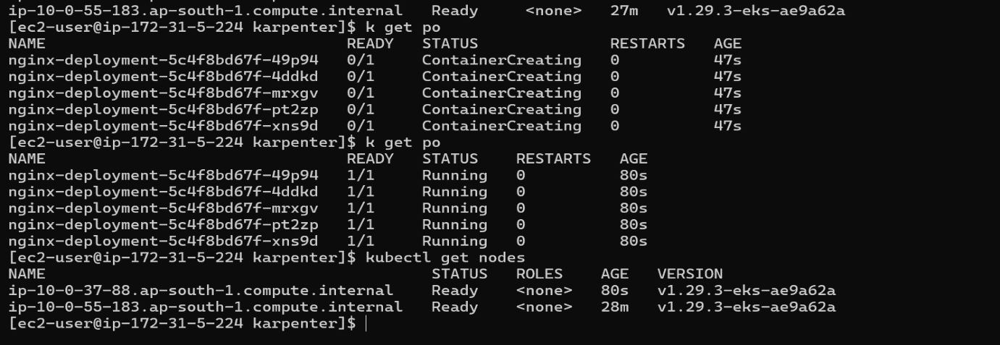 ip-10-0-55-183.ap-south-1.compute.internal Ready <none> 27m v1.29.3-eks-ae9a62a
[ec2-user@ip-172-31-5-224 karpenter]$ k get po
NAME READY STATUS RESTARTS AGE
nginx-deployment-5c4f8bd67f-49p94 0/1 ContainerCreating 0 47s
nginx-deployment-5c4f8bd67f-4ddkd 0/1 ContainerCreating 0 47s
nginx-deployment-5c4f8bd67f-mrxgv 0/1 ContainerCreating 0 47s
nginx-deployment-5c4f8bd67f-pt2zp 0/1 ContainerCreating 0 47s
nginx-deployment-5c4f8bd67f-xns9d 0/1 ContainerCreating 0 47s
[ec2-user@ip-172-31-5-224 karpenter]$ k get po
NAME READY STATUS RESTARTS AGE
nginx-deployment-5c4f8bd67f-49p94 1/1 Running 0 80s
nginx-deployment-5c4f8bd67f-4ddkd 1/1 Running 0 80s
nginx-deployment-5c4f8bd67f-mrxgv 1/1 Running 0 80s
nginx-deployment-5c4f8bd67f-pt2zp 1/1 Running 0 80s
nginx-deployment-5c4f8bd67f-xns9d 1/1 Running 0 80s
[ec2-user@ip-172-31-5-224 karpenter]$ kubectl get nodes
NAME STATUS ROLES AGE VERSION
ip-10-0-37-88.ap-south-1.compute.internal Ready <none> 80s v1.29.3-eks-ae9a62a
ip-10-0-55-183.ap-south-1.compute.internal Ready <none> 28m v1.29.3-eks-ae9a62a
[ec2-user@ip-172-31-5-224 karpenter]$